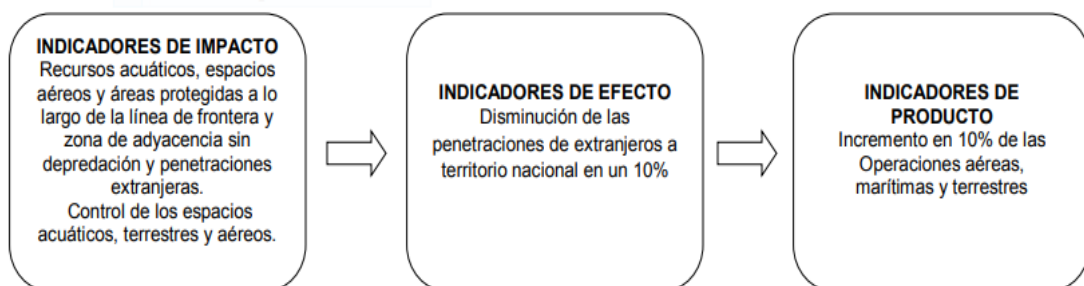 INDICADORES DE IMPACTO
Recursos acuáticos, espacios
aéreos y áreas protegidas a lo
largo de la línea de frontera y
zona de adyacencia sin
depredación y penetraciones
extranjeras.
Control de los espacios
acuáticos, terrestres y aéreos.
INDICADORES DE EFECTO
Disminución de las
penetraciones de extranjeros a
territorio nacional en un 10%
INDICADORES DE
PRODUCTO
Incremento en 10% de las
Operaciones aéreas,
marítimas y terrestres